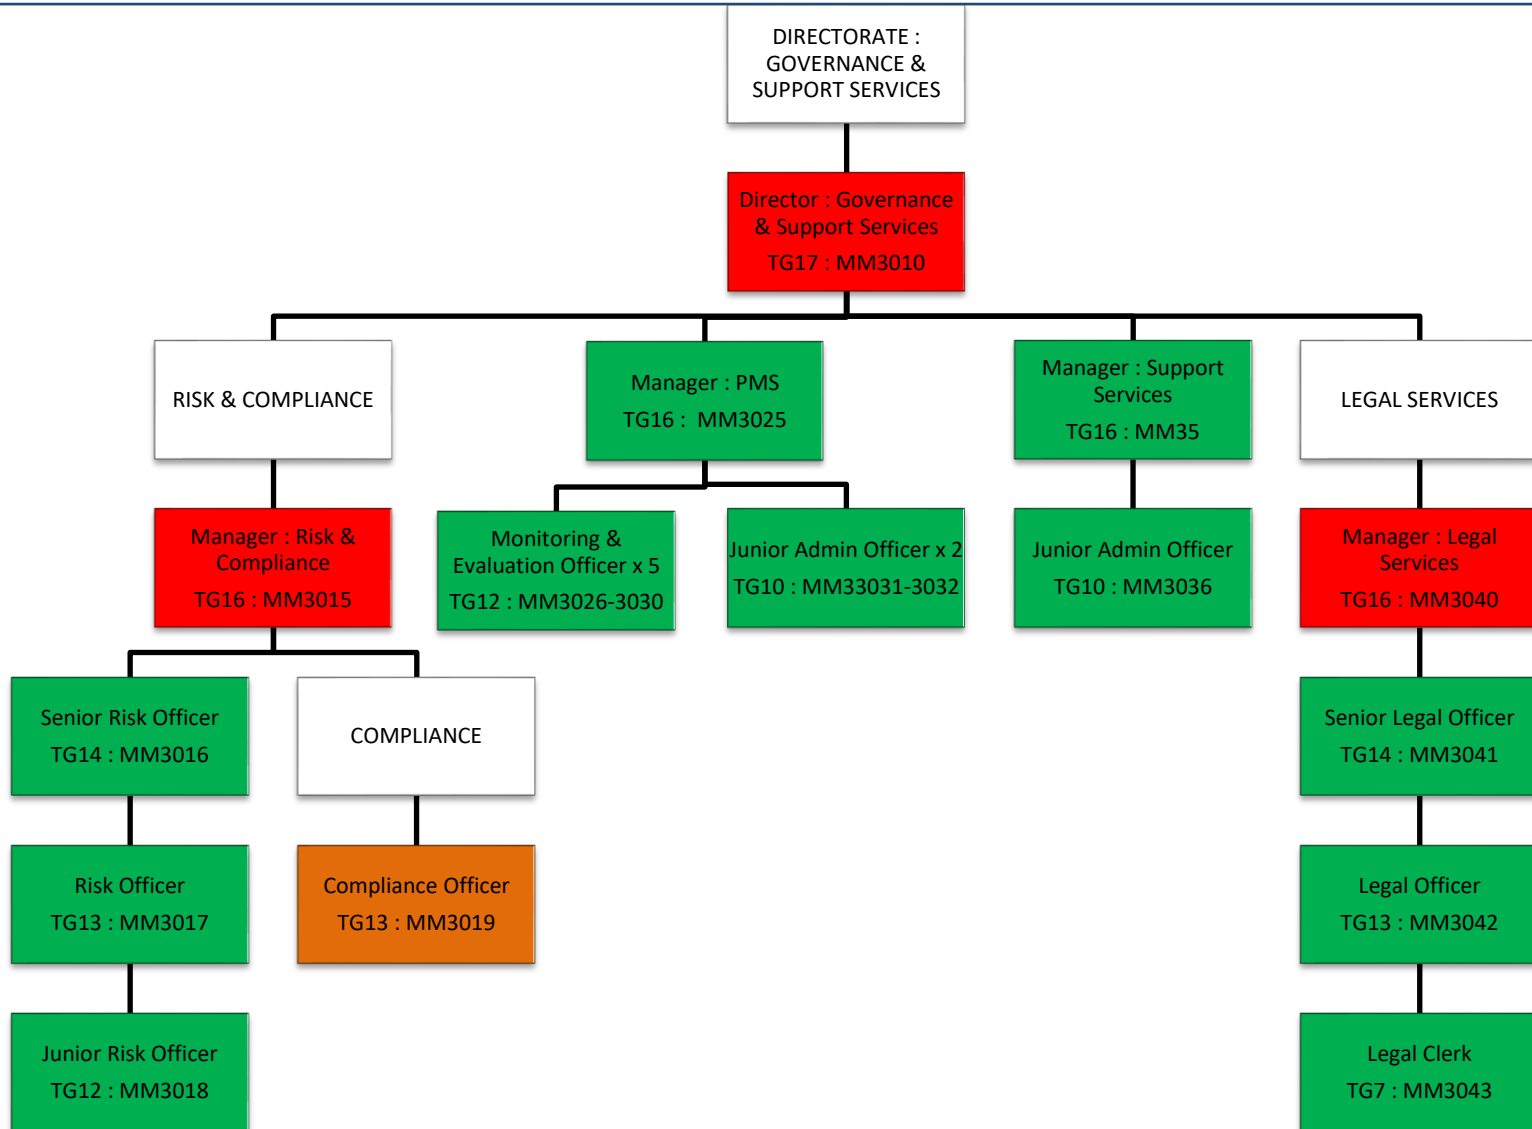 DIRECTORATE :
GOVERNANCE &
SUPPORT SERVICES
Director : Governance
& Support Services
TG17 : MM3010
RISK & COMPLIANCE
Manager : PMS
TG16 :  MM3025
Manager : Support
Services
TG16 : MM35
LEGAL SERVICES
Manager : Risk &
Compliance
TG16 : MM3015
Monitoring &
Evaluation Officer x 5
TG12 : MM3026-3030
Junior Admin Officer x 2
TG10 : MM33031-3032
Junior Admin Officer
TG10 : MM3036
Manager : Legal
Services
TG16 : MM3040
Senior Risk Officer
TG14 : MM3016
COMPLIANCE
Senior Legal Officer
TG14 : MM3041
Risk Officer
TG13 : MM3017
Compliance Officer
TG13 : MM3019
Legal Officer
TG13 : MM3042
Junior Risk Officer
TG12 : MM3018
Legal Clerk
TG7 : MM3043